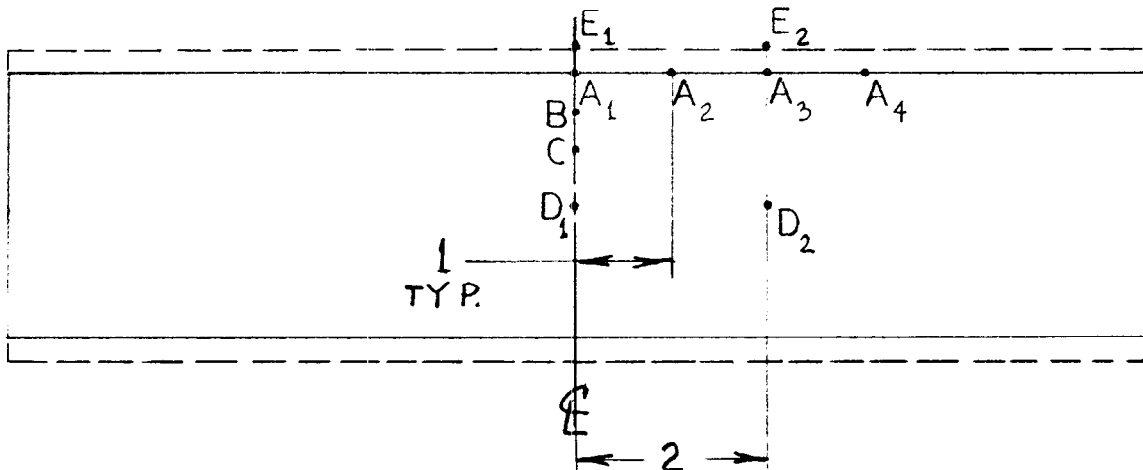 E₁ E₂
A₁ A₂ A₃ A₄
B
C
D₁ D₂
1
TYP.
℄
2